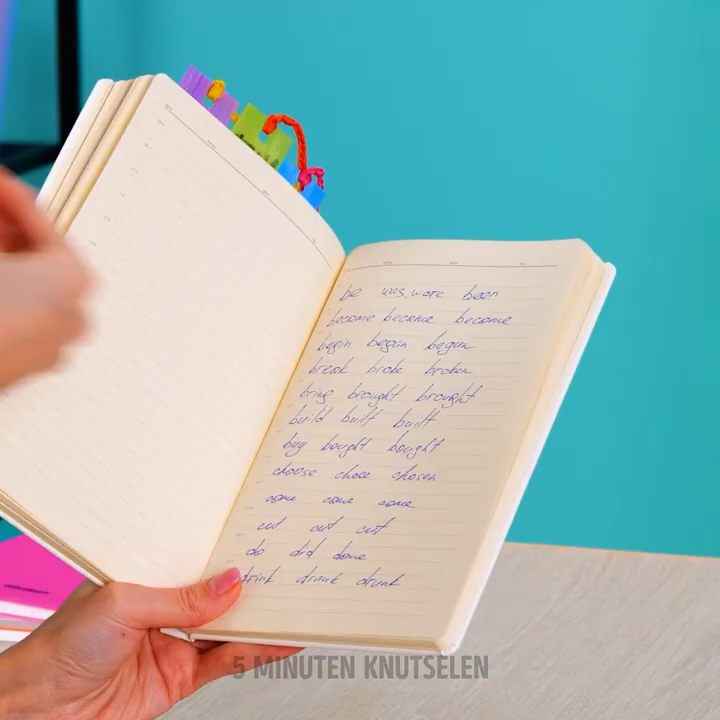 be was, were been
become became become
begin began begun
break broke broken
bring brought brought
build built built
buy bought bought
choose chose chosen
come came come
cut cut cut
do did done
drink drank drunk
5 MINUTEN KNUTSELEN